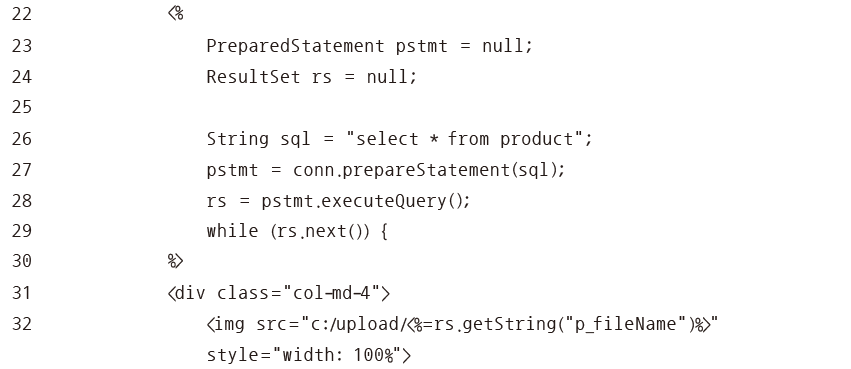 22 <%
23 PreparedStatement pstmt = null;
24 ResultSet rs = null;
25
26 String sql = "select * from product";
27 pstmt = conn.prepareStatement(sql);
28 rs = pstmt.executeQuery();
29 while (rs.next()) {
30 %>
31 <div class="col-md-4">
32 <img src="c:/upload/<%=rs.getString("p_fileName")%>"
style="width: 100%">